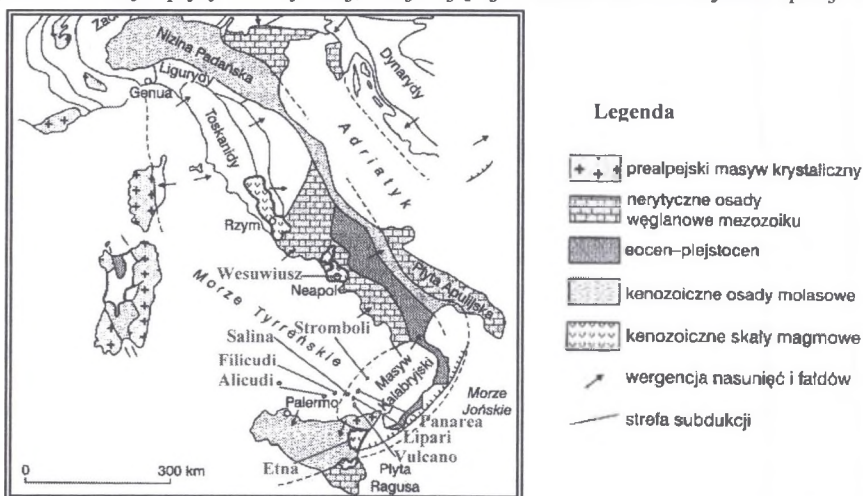 Nizina Padańska
Ligurydy
Genua
Toskanidy
Dynarydy
Adriatyk
Rzym
Wesuwiusz
Neapol
Płyta Apulijska
Morze Tyrreńskie
Stromboli
Salina
Filicudi
Alicudi
Masyw
Kalabryjski
Palermo
Morze
Jońskie
Panarea
Lipari
Vulcano
Etna
Płyta
Ragusa
0 300 km
Legenda
prealpejski masyw krystaliczny
nerytyczne osady
węglanowe mezozoiku
eocen–plejstocen
kenozoiczne osady molasowe
kenozoiczne skały magmowe
wergencja nasunięć i fałdów
strefa subdukcji